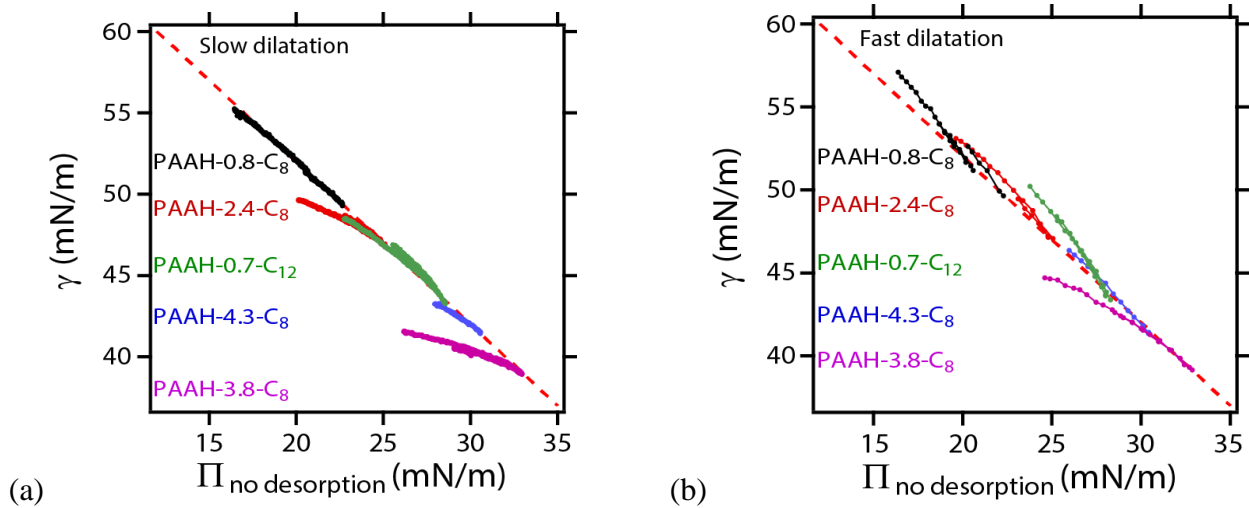 60
Slow dilatation
55
PAAH-0.8-C8
50
PAAH-2.4-C8
γ (mN/m)
PAAH-0.7-C12
45
PAAH-4.3-C8
40
PAAH-3.8-C8
15 20 25 30 35
(a) Π no desorption (mN/m)
60
Fast dilatation
55
PAAH-0.8-C8
50
PAAH-2.4-C8
γ (mN/m)
PAAH-0.7-C12
45
PAAH-4.3-C8
40
PAAH-3.8-C8
15 20 25 30 35
(b) Π no desorption (mN/m)